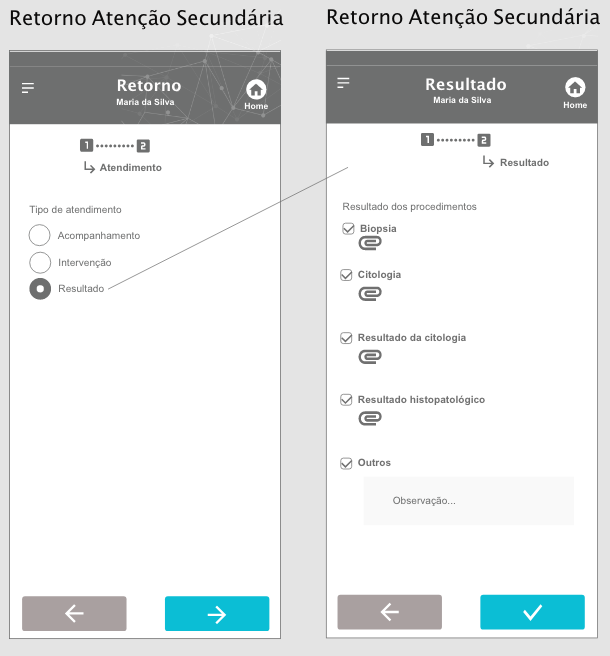 Retorno Atenção Secundária
Retorno
Maria da Silva
Home
1 2
Atendimento
Tipo de atendimento
Acompanhamento
Intervenção
Resultado
Retorno Atenção Secundária
Resultado
Maria da Silva
Home
1 2
Resultado
Resultado dos procedimentos
Biopsia
Citologia
Resultado da citologia
Resultado histopatológico
Outros
Observação...